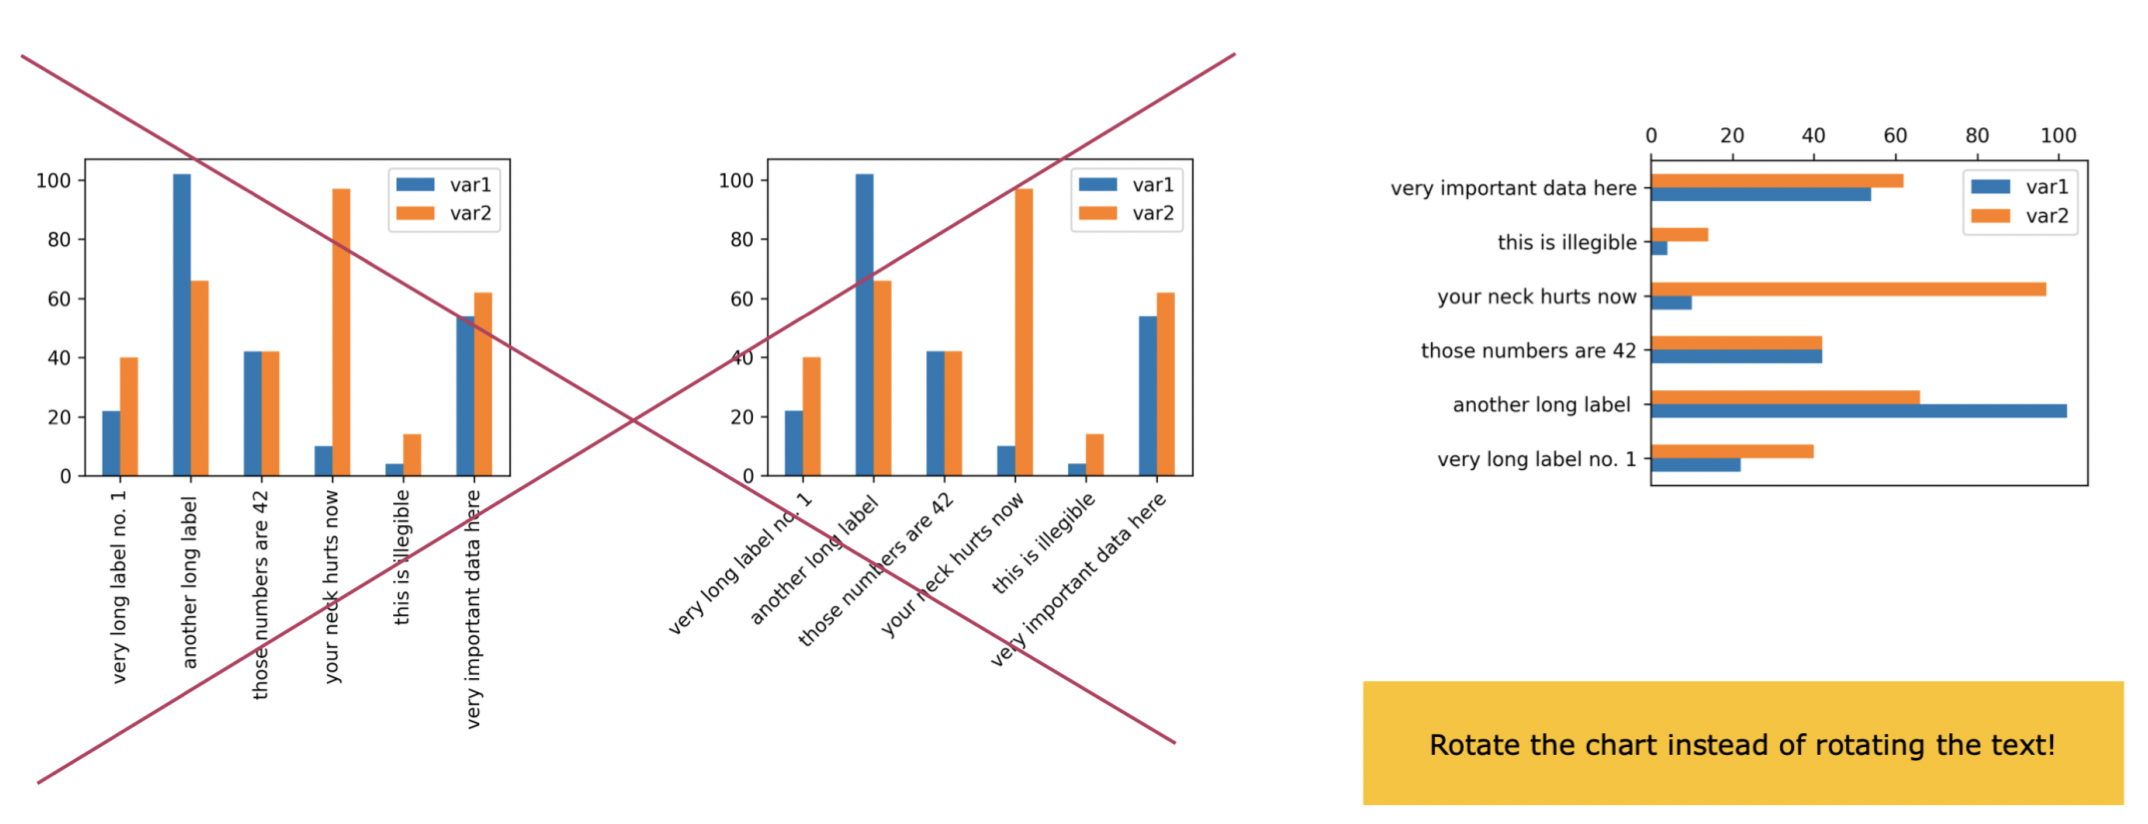 100
80
60
40
20
0
var1
var2
very long label no. 1
another long label
those numbers are 42
your neck hurts now
this is illegible
very important data here
100
80
60
40
20
0
var1
var2
very long label no. 1
another long label
those numbers are 42
your neck hurts now
this is illegible
very important data here
0 20 40 60 80 100
var1
var2
very important data here
this is illegible
your neck hurts now
those numbers are 42
another long label
very long label no. 1
Rotate the chart instead of rotating the text!